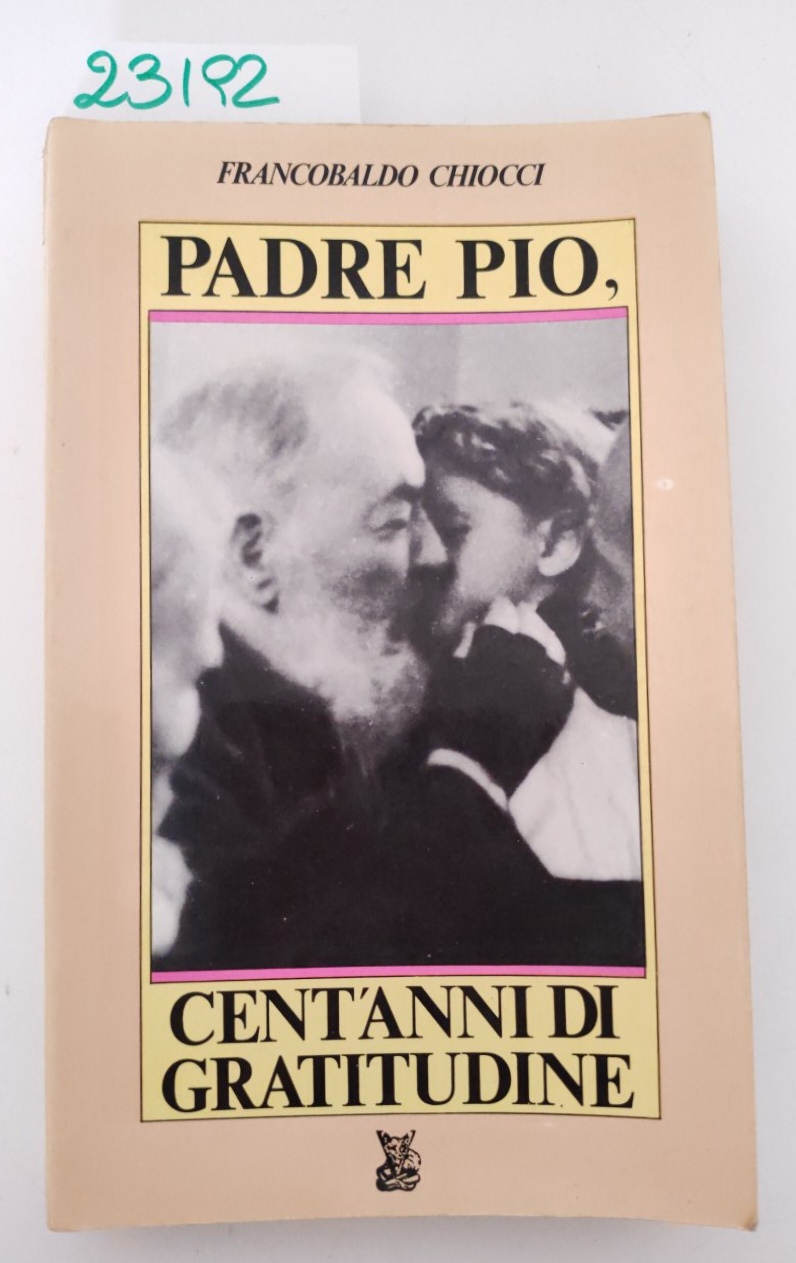 23192
FRANCOBALDO CHIOCCI
PADRE PIO,
CENT'ANNI DI
GRATITUDINE